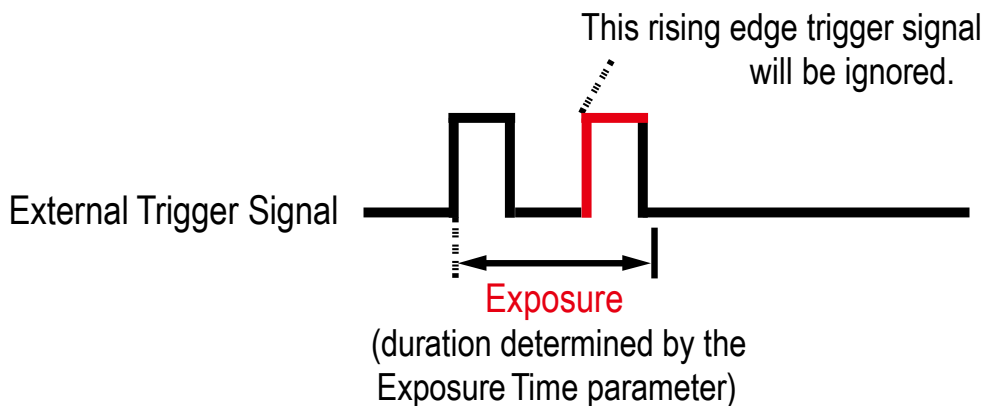 This rising edge trigger signal
will be ignored.
External Trigger Signal
Exposure
(duration determined by the
Exposure Time parameter)